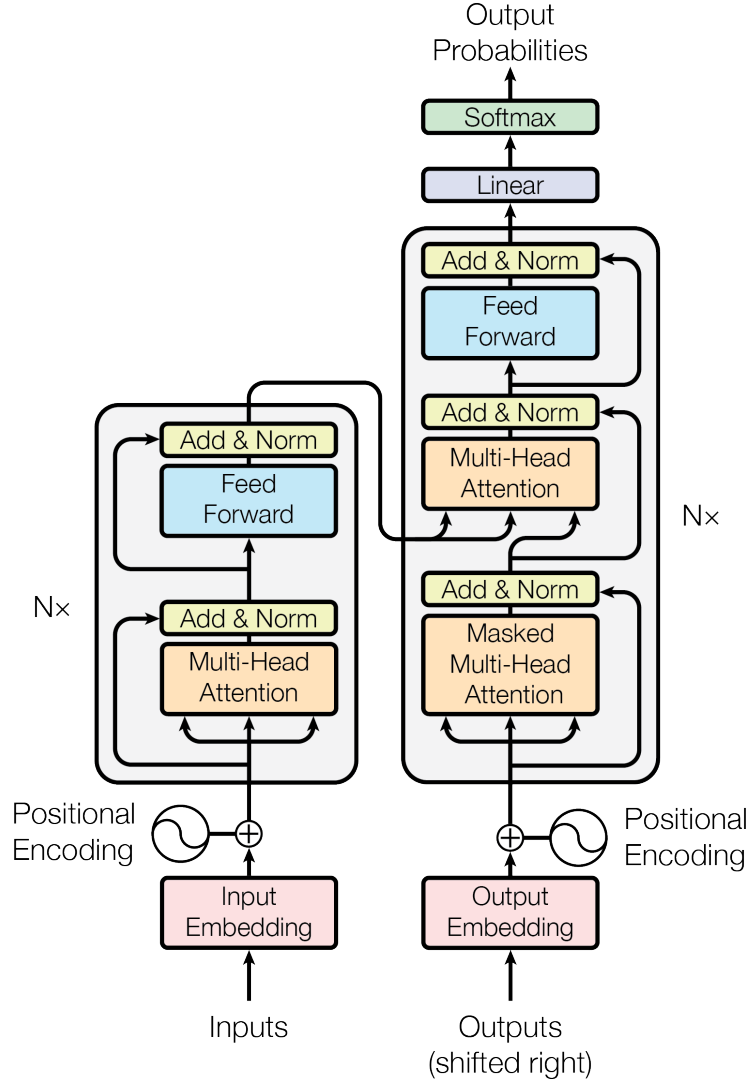 Output
Probabilities
Softmax
Linear
Add & Norm
Feed
Forward
Add & Norm
Multi-Head
Attention
N×
Add & Norm
Masked
Multi-Head
Attention
Add & Norm
Feed
Forward
N×
Add & Norm
Multi-Head
Attention
Positional
Encoding
Positional
Encoding
Input
Embedding
Output
Embedding
Inputs
Outputs
(shifted right)